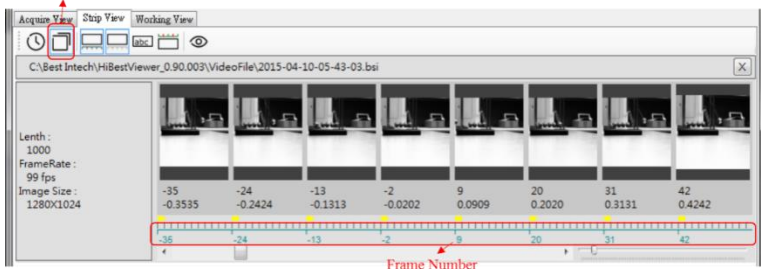 Acquire View Strip View Working View
abc
C:\Best Intech\HiBestViewer_0.90.003\VideoFile\2015-04-10-05-43-03.bsi X
Lenth :
1000
FrameRate :
99 fps
Image Size :
1280X1024
-35 -24 -13 -2 9 20 31 42
-0.3535 -0.2424 -0.1313 -0.0202 0.0909 0.2020 0.3131 0.4242
-35 -24 -13 -2 9 20 31 42
Frame Number